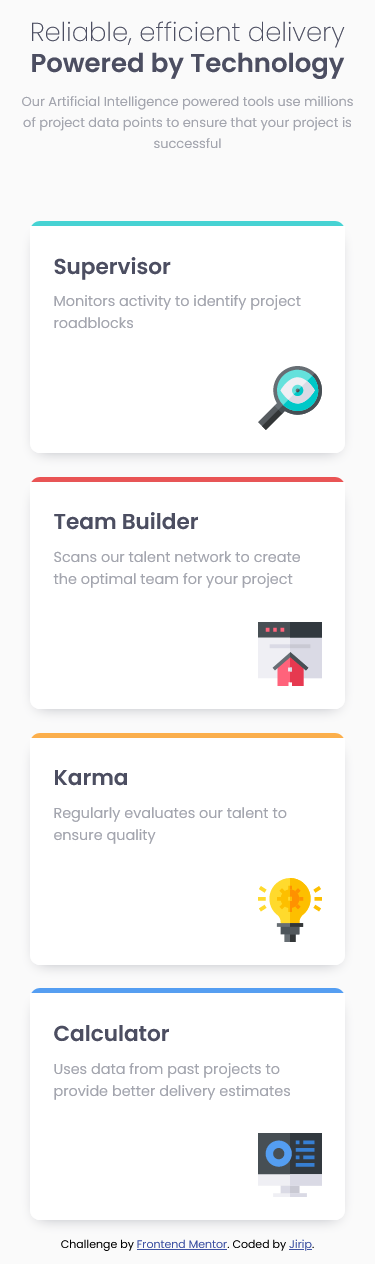 Reliable, efficient delivery
Powered by Technology
Our Artificial Intelligence powered tools use millions
of project data points to ensure that your project is
successful
Supervisor
Monitors activity to identify project
roadblocks
Team Builder
Scans our talent network to create
the optimal team for your project
Karma
Regularly evaluates our talent to
ensure quality
Calculator
Uses data from past projects to
provide better delivery estimates
Challenge by Frontend Mentor. Coded by Jirip.